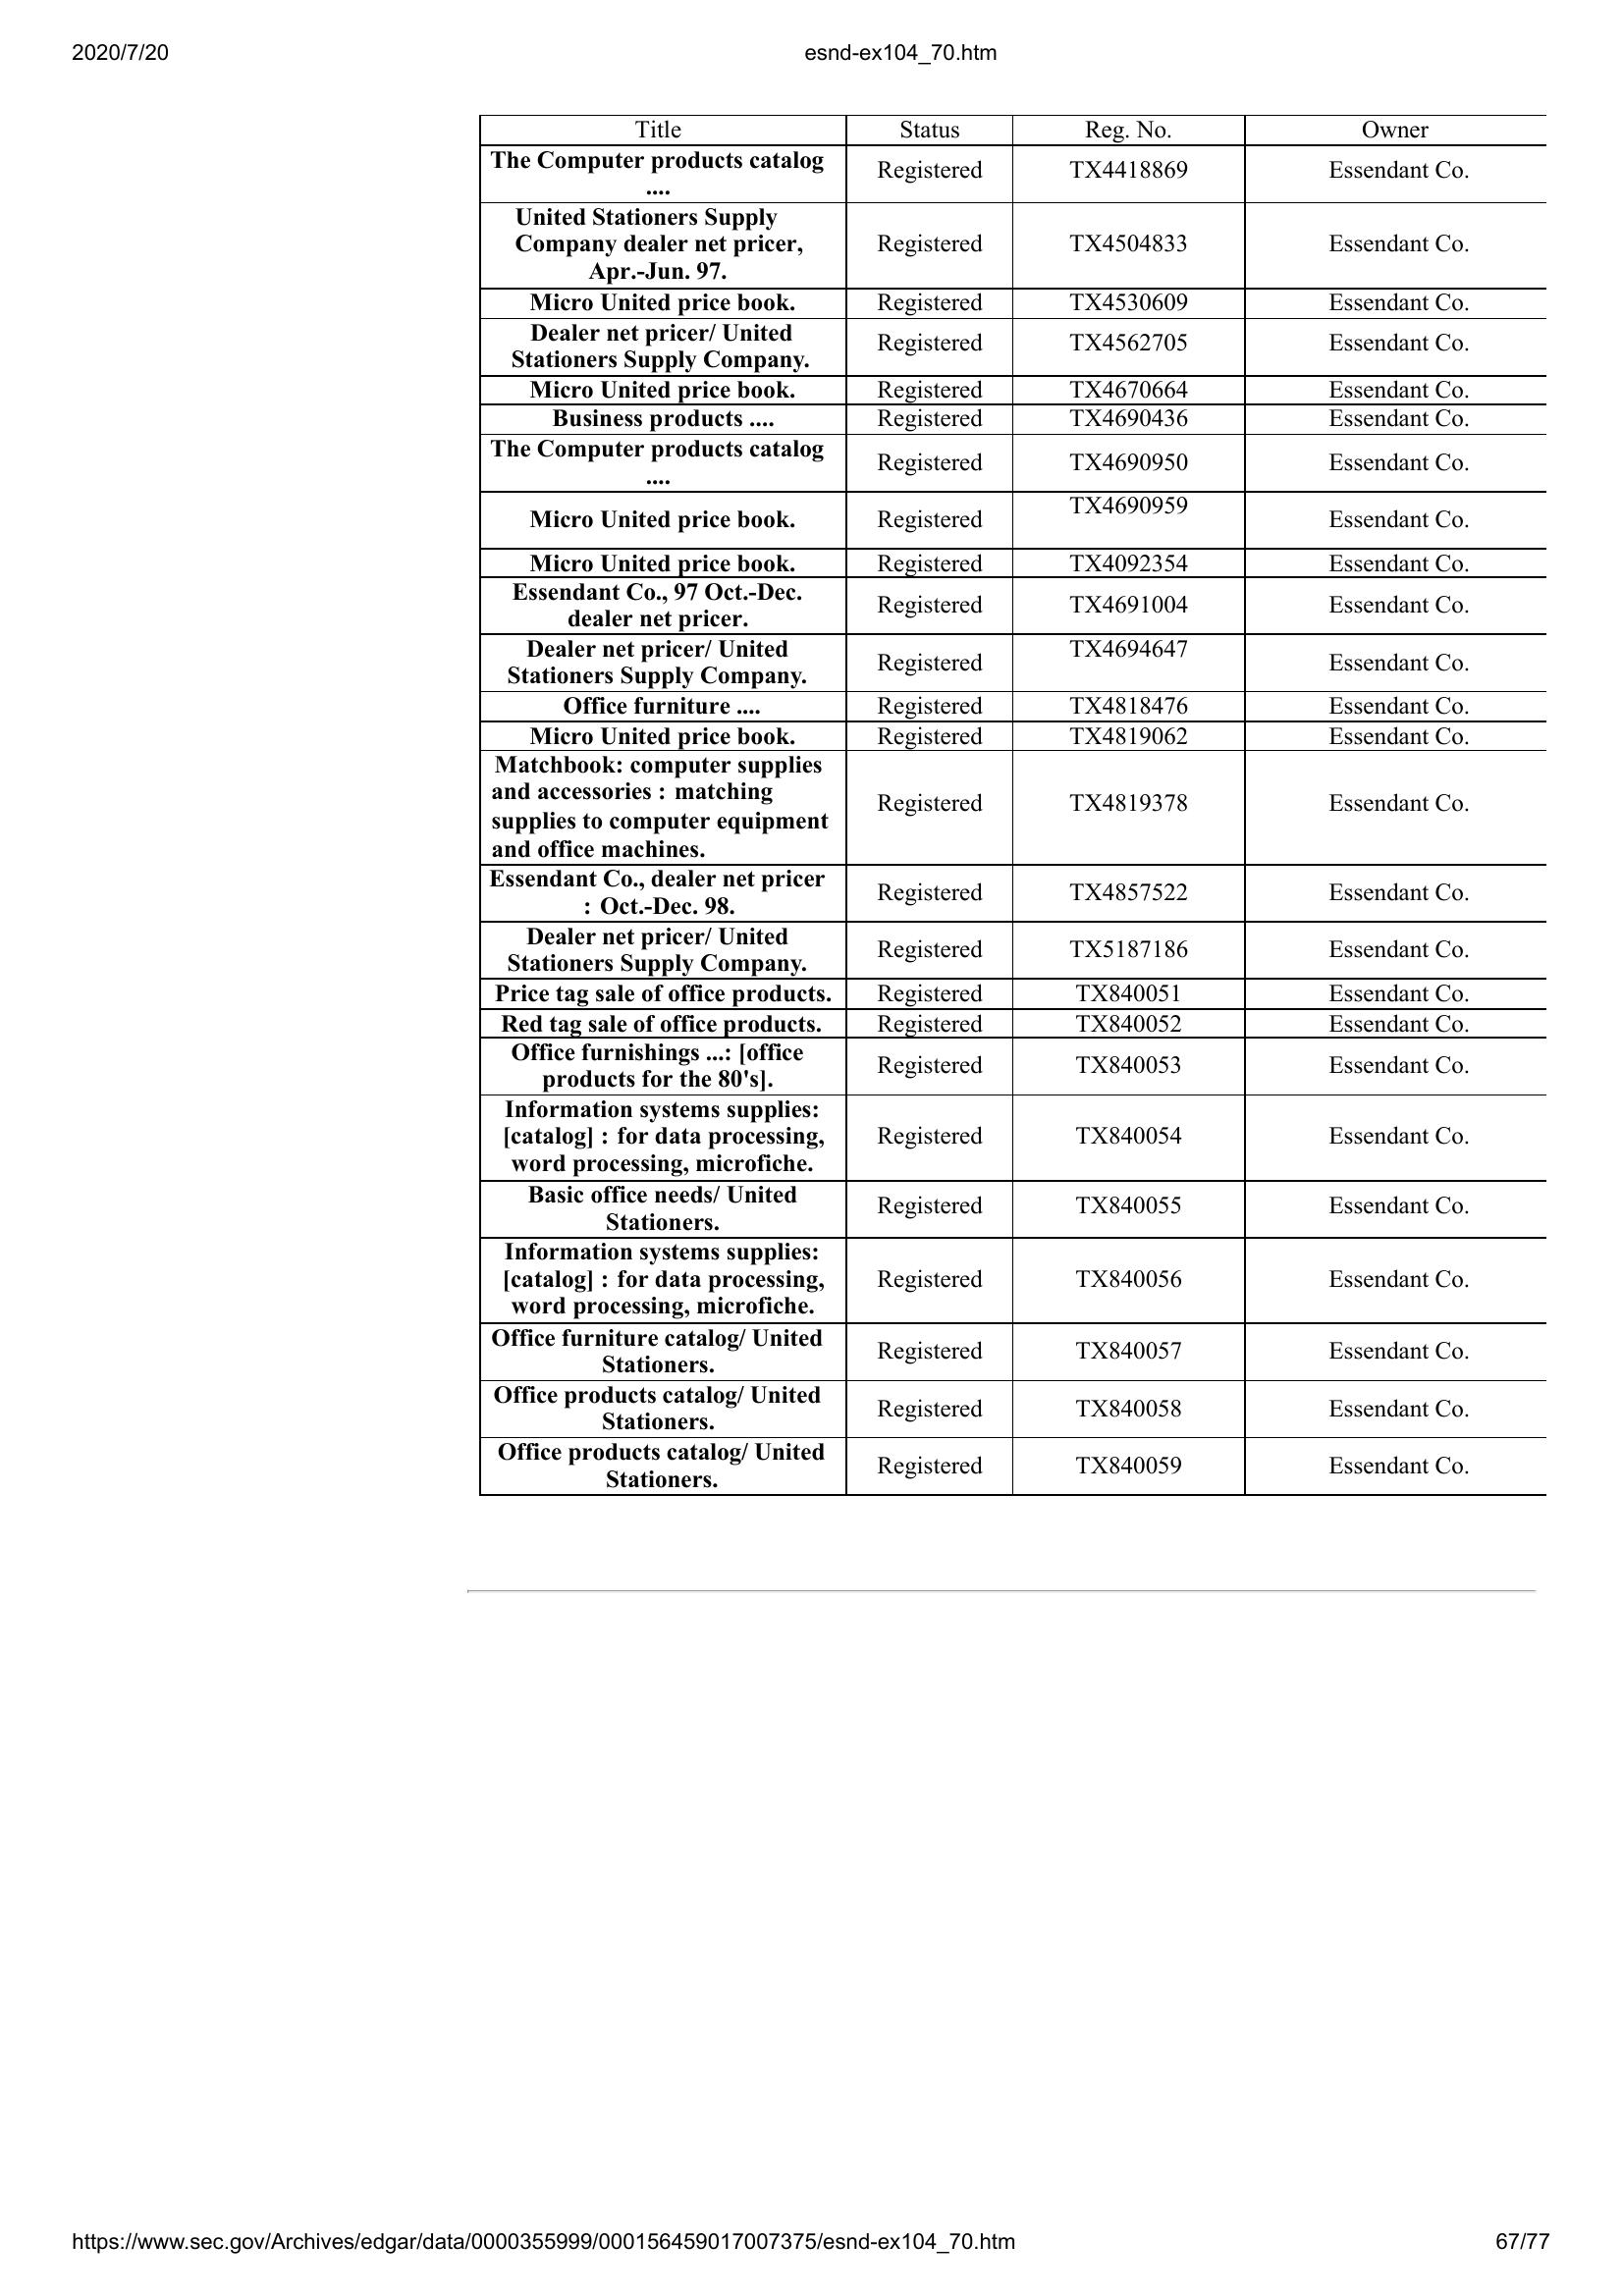 2020/7/20 esnd-ex104_70.htm
Title Status Reg. No. Owner
The Computer products catalog
.... Registered TX4418869 Essendant Co.
United Stationers Supply
Company dealer net pricer, Registered TX4504833 Essendant Co.
Apr.-Jun. 97.
Micro United price book. Registered TX4530609 Essendant Co.
Dealer net pricer/ United
Stationers Supply Company. Registered TX4562705 Essendant Co.
Micro United price book. Registered TX4670664 Essendant Co.
Business products .... Registered TX4690436 Essendant Co.
The Computer products catalog
.... Registered TX4690950 Essendant Co.
Micro United price book. Registered TX4690959 Essendant Co.
Micro United price book. Registered TX4092354 Essendant Co.
Essendant Co., 97 Oct.-Dec.
dealer net pricer. Registered TX4691004 Essendant Co.
Dealer net pricer/ United
Stationers Supply Company. Registered TX4694647 Essendant Co.
Office furniture .... Registered TX4818476 Essendant Co.
Micro United price book. Registered TX4819062 Essendant Co.
Matchbook: computer supplies
and accessories : matching Registered TX4819378 Essendant Co.
supplies to computer equipment
and office machines.
Essendant Co., dealer net pricer
: Oct.-Dec. 98. Registered TX4857522 Essendant Co.
Dealer net pricer/ United
Stationers Supply Company. Registered TX5187186 Essendant Co.
Price tag sale of office products. Registered TX840051 Essendant Co.
Red tag sale of office products. Registered TX840052 Essendant Co.
Office furnishings ...: [office
products for the 80's]. Registered TX840053 Essendant Co.
Information systems supplies:
[catalog] : for data processing, Registered TX840054 Essendant Co.
word processing, microfiche.
Basic office needs/ United
Stationers. Registered TX840055 Essendant Co.
Information systems supplies:
[catalog] : for data processing, Registered TX840056 Essendant Co.
word processing, microfiche.
Office furniture catalog/ United
Stationers. Registered TX840057 Essendant Co.
Office products catalog/ United
Stationers. Registered TX840058 Essendant Co.
Office products catalog/ United
Stationers. Registered TX840059 Essendant Co.
https://www.sec.gov/Archives/edgar/data/0000355999/000156459017007375/esnd-ex104_70.htm 67/77